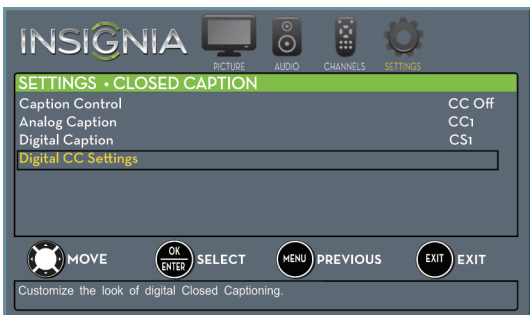 INSIGNIA
PICTURE AUDIO CHANNELS SETTINGS
SETTINGS • CLOSED CAPTION
Caption Control CC Off
Analog Caption CC1
Digital Caption CS1
Digital CC Settings
MOVE OK ENTER SELECT MENU PREVIOUS EXIT EXIT
Customize the look of digital Closed Captioning.